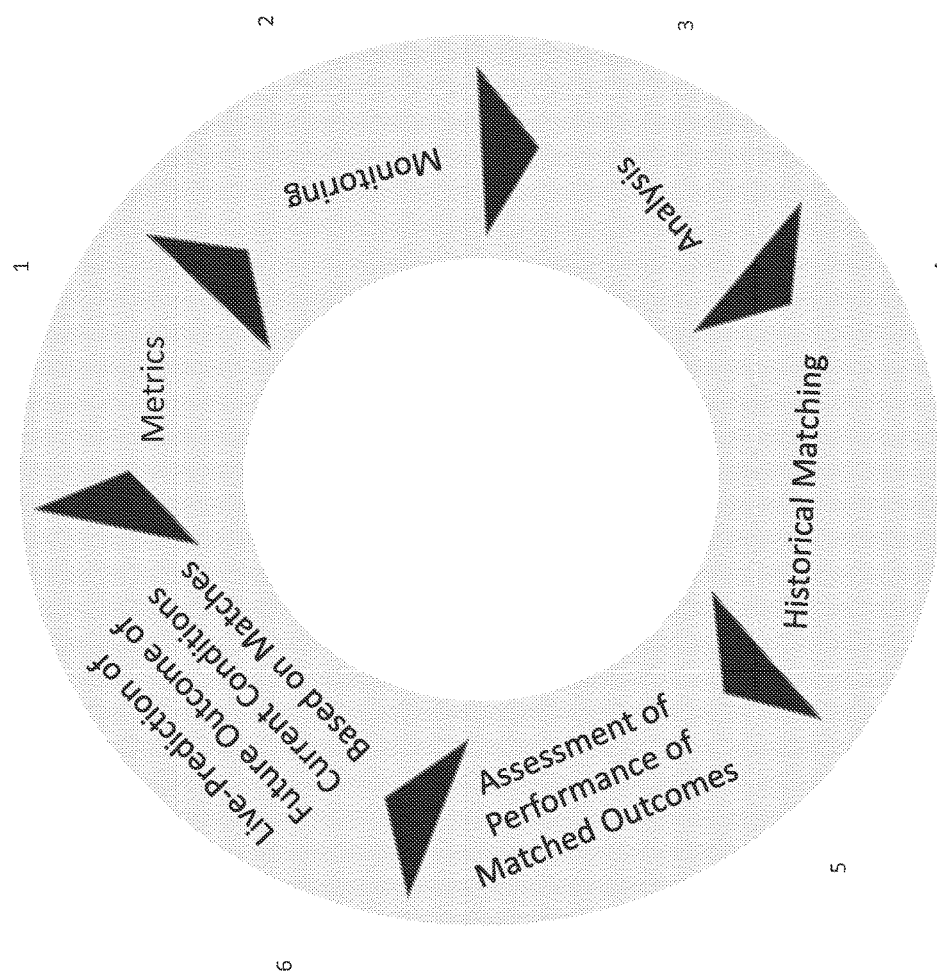 1
Metrics
2
Monitoring
3
Analysis
Historical Matching
5
Assessment of
Performance of
Matched Outcomes
6
Live-Prediction of
Future Outcome of
Current Conditions
Based on Matches